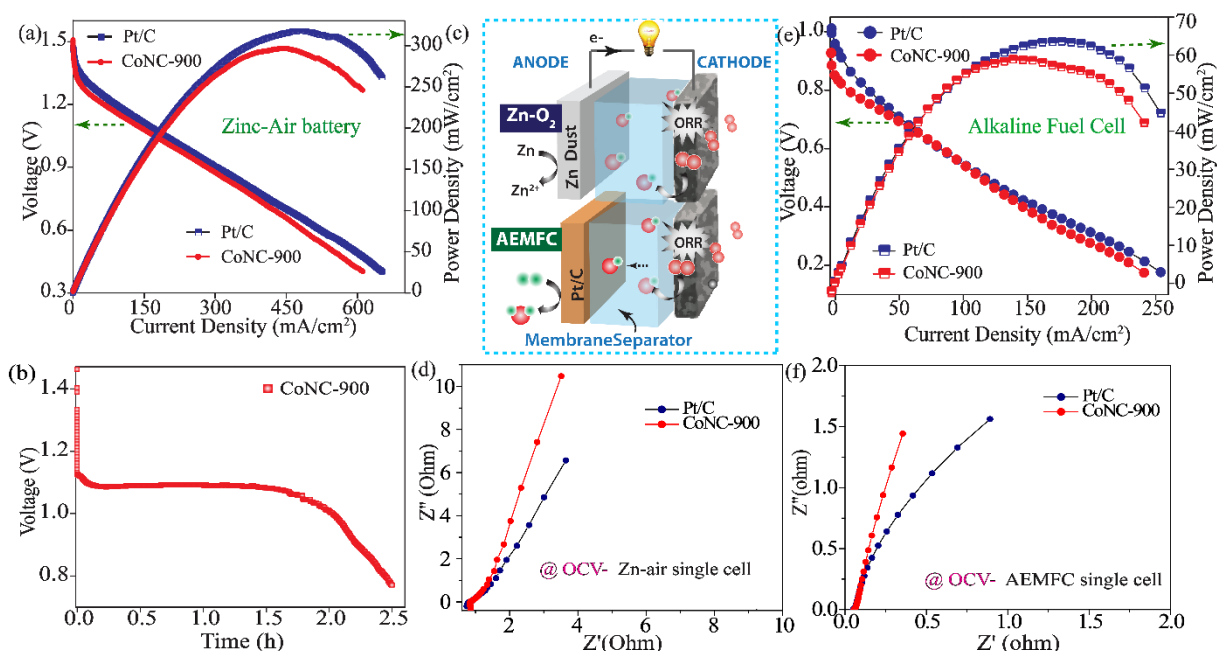 (a)
1.5
1.2
0.9
0.6
0.3
Voltage (V)
Pt/C
CoNC-900
Zinc-Air battery
Pt/C
CoNC-900
0 150 300 450 600
Current Density (mA/cm²)
300
250
200
150
100
50
0
Power Density (mW/cm²)
(c)
e-
ANODE
CATHODE
Zn-O₂
Zn
Zn²⁺
Zn Dust
ORR
AEMFC
Pt/C
ORR
MembraneSeparator
(e)
1.0
0.8
0.6
0.4
0.2
Voltage (V)
Pt/C
CoNC-900
Alkaline Fuel Cell
Pt/C
CoNC-900
0 50 100 150 200 250
Current Density (mA/cm²)
70
60
50
40
30
20
10
0
Power Density (mW/cm²)
(b)
1.4
1.2
1.0
0.8
Voltage (V)
CoNC-900
0.0 0.5 1.0 1.5 2.0 2.5
Time (h)
(d)
10
8
6
4
2
0
Z" (Ohm)
Pt/C
CoNC-900
@ OCV- Zn-air single cell
2 4 6 8 10
Z'(Ohm)
(f)
2.0
1.5
1.0
0.5
0.0
Z"(ohm)
Pt/C
CoNC-900
@ OCV- AEMFC single cell
0.0 0.5 1.0 1.5 2.0
Z' (ohm)